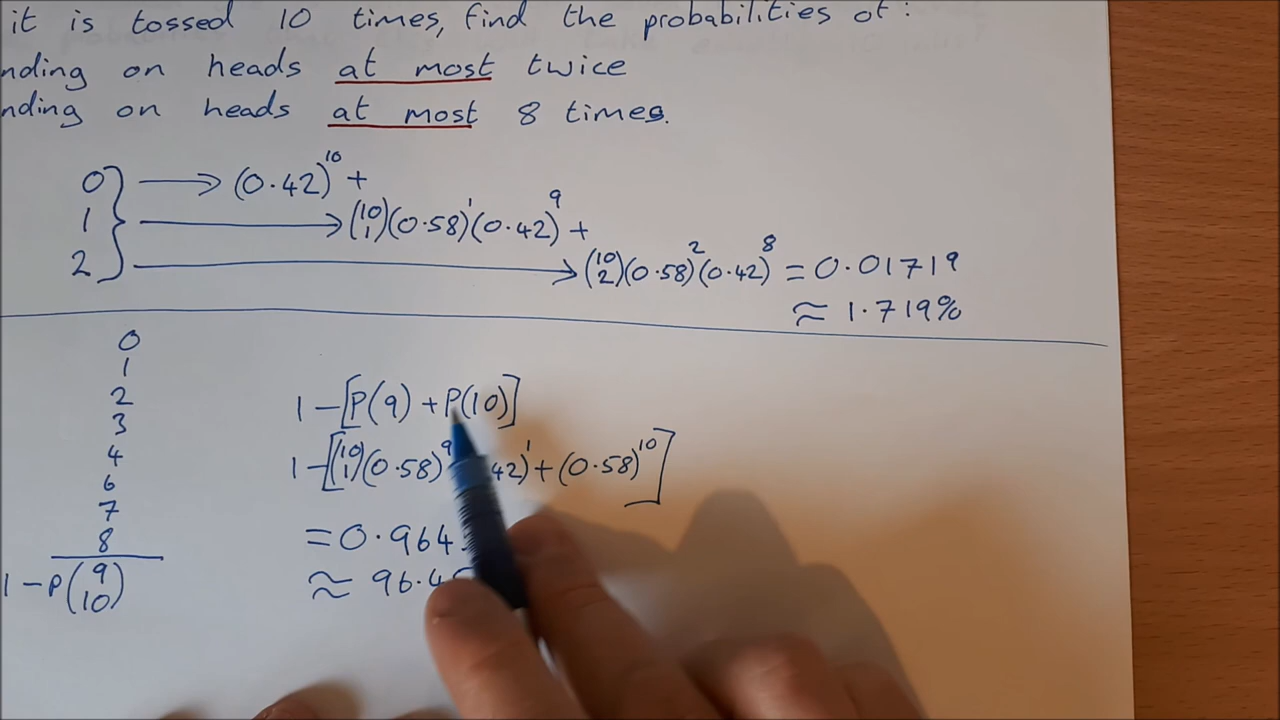 it is tossed 10 times, find the probabilities of:
nding on heads at most twice
nding on heads at most 8 times.
0 → (0.42)^10 +
1 → (10 1)(0.58)^1(0.42)^9 +
2 → (10 2)(0.58)^2(0.42)^8 = 0.01719
≈ 1.719%
0
1
2
3
4
6
7
8
1 - P(9 10)
1 - [P(9) + P(10)]
1 - [(10 1)(0.58)^9 42)^1 + (0.58)^10]
= 0.964
≈ 96.4